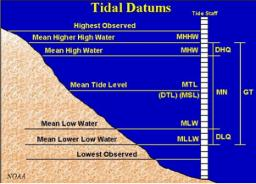 Tidal Datums
Tide Staff
Highest Observed
Mean Higher High Water MHHW
Mean High Water MHW DHQ
Mean Tide Level MTL MN GT
(DTL) (MSL)
Mean Low Water MLW
Mean Lower Low Water MLLW DLQ
Lowest Observed
NOAA